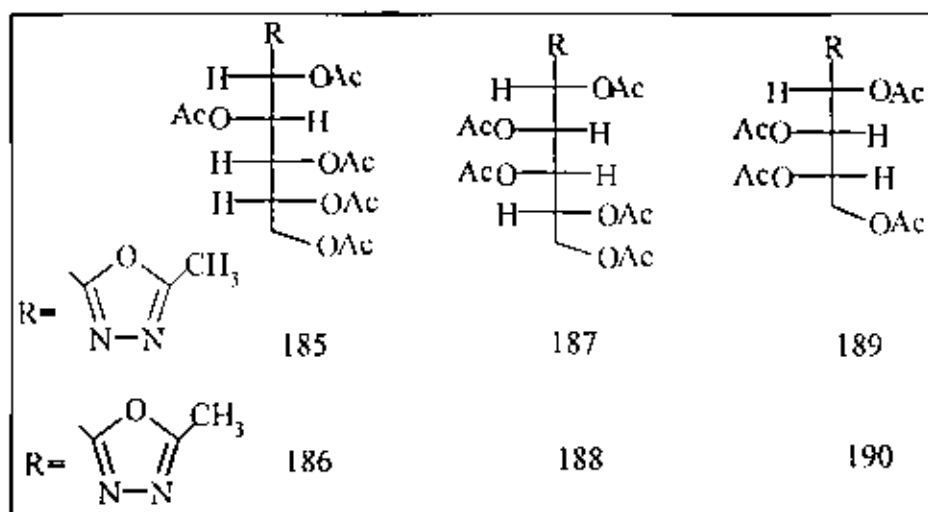 R R R
H OAc H OAc H OAc
AcO H AcO H AcO H
H OAc AcO H AcO H
H OAc H OAc OAc
OAc OAc
R= O CH3
N N
185 187 189
R= O CH3
N N
186 188 190